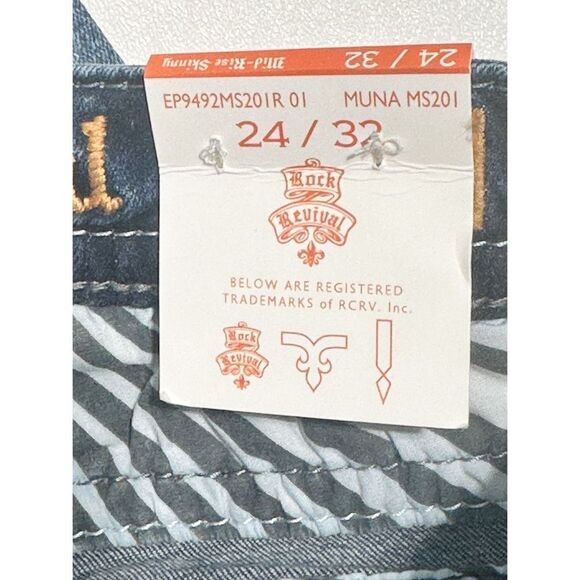 Mid-Rise Skinny 24 / 32
EP9492MS201R 01 MUNA MS201
24 / 32
Rock
Revival
BELOW ARE REGISTERED
TRADEMARKS of RCRV. Inc.
Rock
Revival